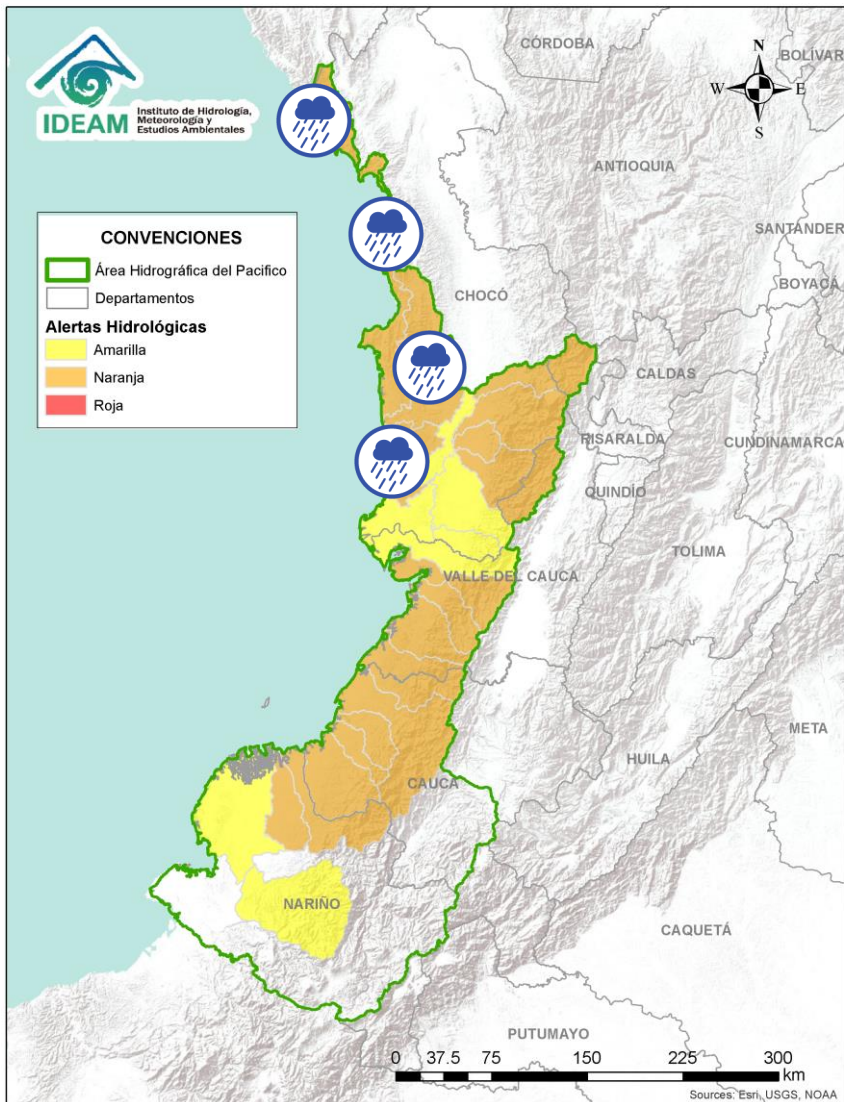 IDEAM
Instituto de Hidrología,
Meteorología y
Estudios Ambientales
CÓRDOBA
BOLÍVAR
N
W
E
S
ANTIOQUIA
CONVENCIONES
Área Hidrográfica del Pacifico
Departamentos
Alertas Hidrológicas
Amarilla
Naranja
Roja
SANTANDER
BOYACÁ
CHOCÓ
CALDAS
RISARALDA
CUNDINAMARCA
QUINDÍO
TOLIMA
VALLE DEL CAUCA
META
HUILA
CAUCA
NARIÑO
CAQUETÁ
PUTUMAYO
0 37.5 75 150 225 300
km
Sources: Esri, USGS, NOAA